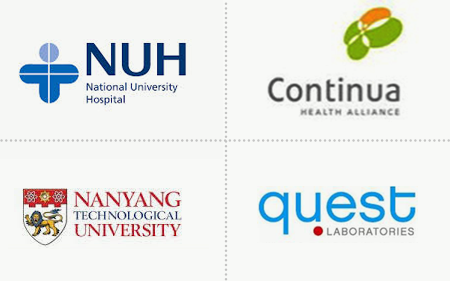 NUH
National University
Hospital
Continua
HEALTH ALLIANCE
NANYANG
TECHNOLOGICAL
UNIVERSITY
quest
LABORATORIES